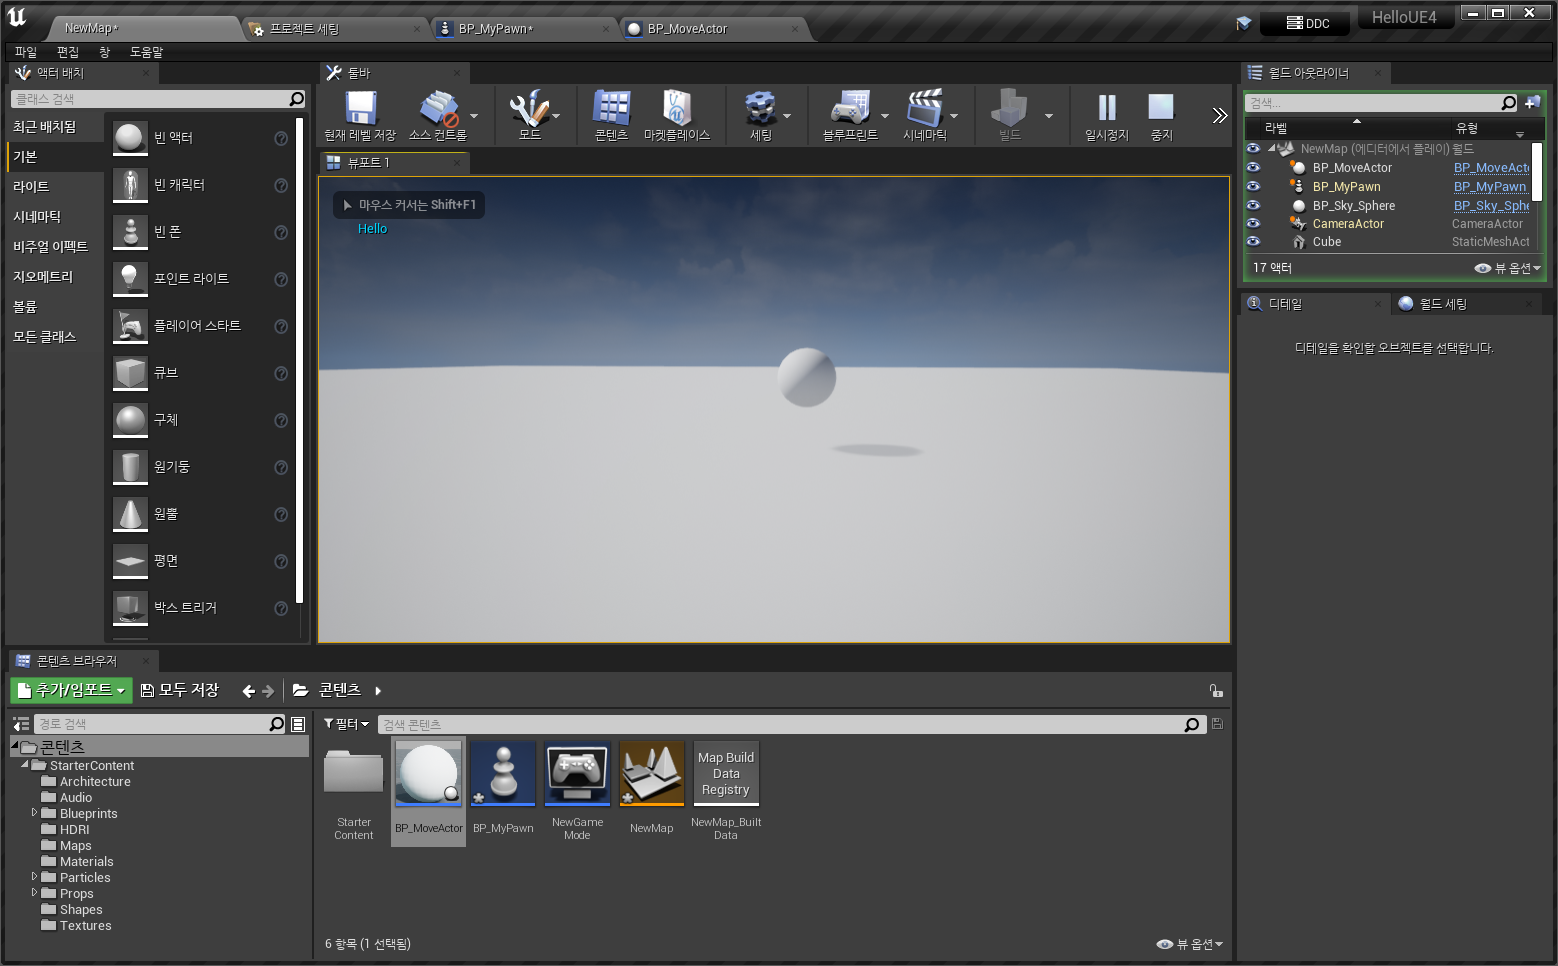 NewMap*
프로젝트 세팅
BP_MyPawn*
BP_MoveActor
DDC
HelloUE4
파일 편집 창 도움말
액터 배치
클래스 검색
최근 배치됨
기본
라이트
시네마틱
비주얼 이펙트
지오메트리
볼륨
모든 클래스
빈 액터
빈 캐릭터
빈 폰
포인트 라이트
플레이어 스타트
큐브
구체
원기둥
원뿔
평면
박스 트리거
툴바
현재 레벨 저장
소스 컨트롤
모드
콘텐츠
마켓플레이스
세팅
블루프린트
시네마틱
빌드
일시정지
중지
뷰포트 1
마우스 커서는 Shift+F1
Hello
월드 아웃라이너
검색...
라벨
유형
NewMap (에디터에서 플레이) 월드
BP_MoveActor BP_MoveActo
BP_MyPawn BP_MyPawn
BP_Sky_Sphere BP_Sky_Sphe
CameraActor CameraActor
Cube StaticMeshAct
17 액터
뷰 옵션
디테일
월드 세팅
디테일을 확인할 오브젝트를 선택합니다.
콘텐츠 브라우저
추가/임포트
모두 저장
콘텐츠
경로 검색
콘텐츠
StarterContent
Architecture
Audio
Blueprints
HDRI
Maps
Materials
Particles
Props
Shapes
Textures
필터
검색 콘텐츠
Starter
Content
BP_MoveActor
BP_MyPawn
NewGame
Mode
NewMap
Map Build
Data
Registry
NewMap_Built
Data
6 항목 (1 선택됨)
뷰 옵션